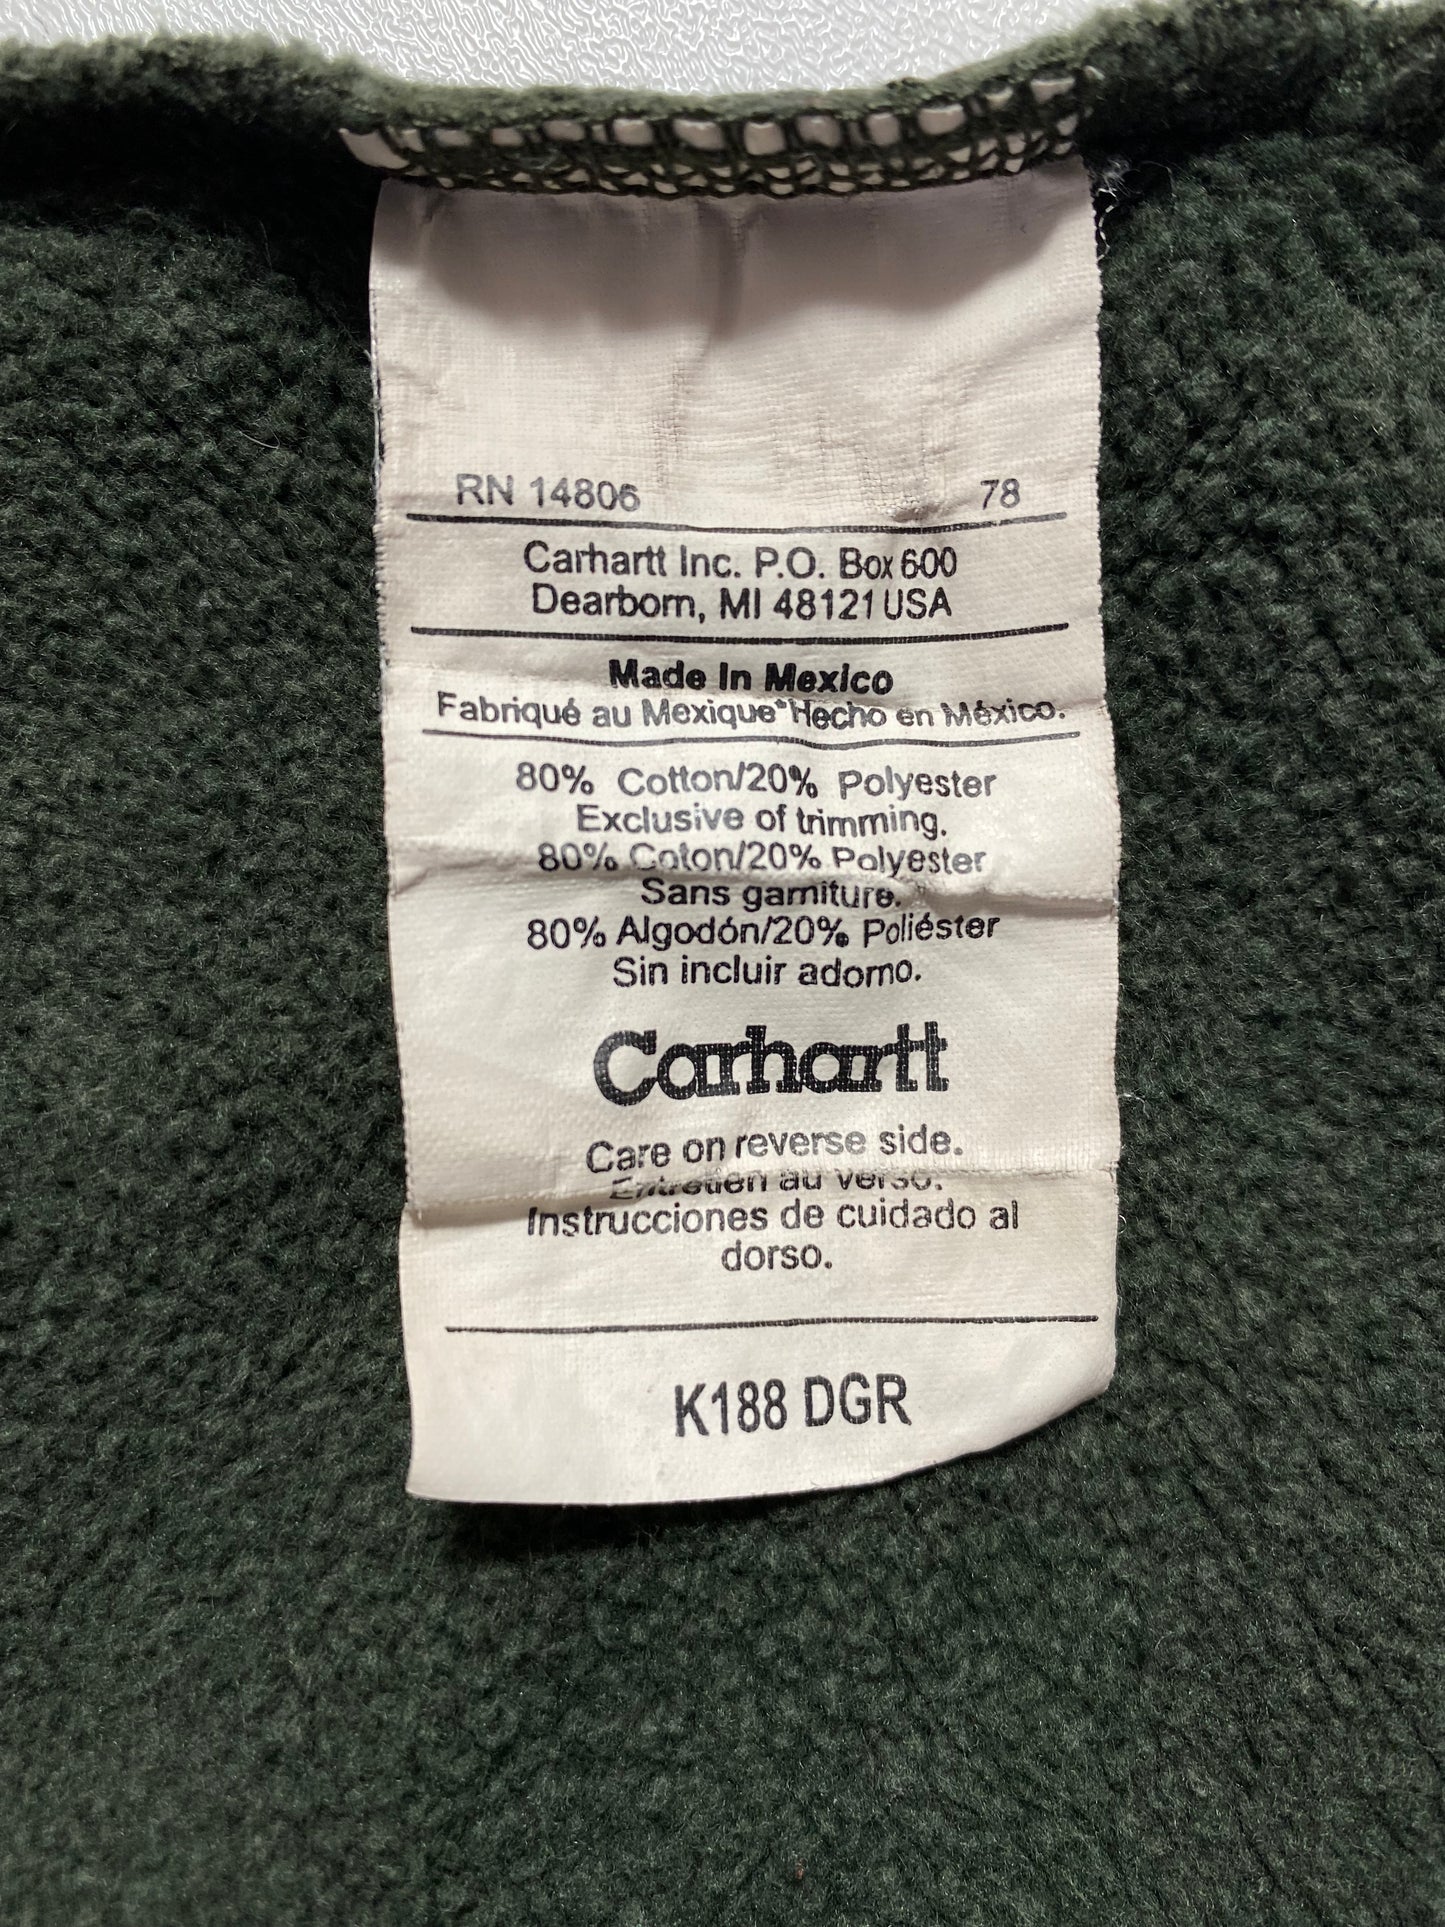 RN 14806 78
Carhartt Inc. P.O. Box 600
Dearborn, MI 48121 USA
Made In Mexico
Fabriqué au Mexique*Hecho en México.
80% Cotton/20% Polyester
Exclusive of trimming.
80% Coton/20% Polyester
Sans garniture.
80% Algodón/20% Poliéster
Sin incluir adorno.
Carhartt
Care on reverse side.
Entretien au verso.
Instrucciones de cuidado al
dorso.
K188 DGR